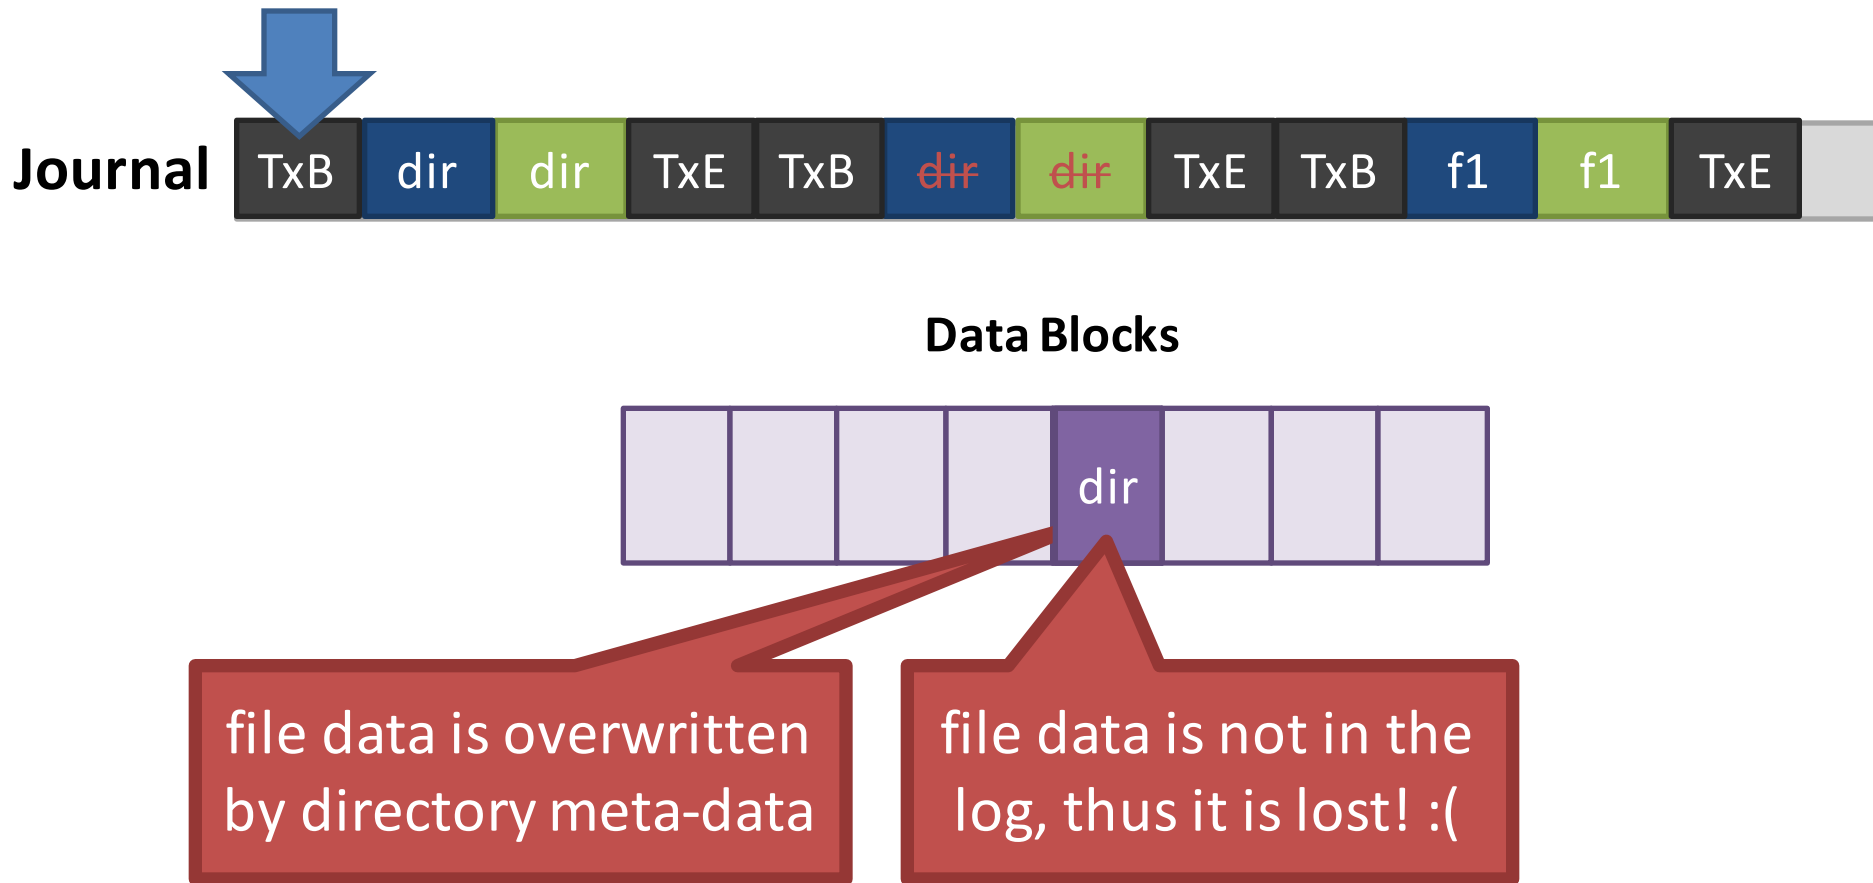 Journal TxB dir dir TxE TxB dir dir TxE TxB f1 f1 TxE
Data Blocks
dir
file data is overwritten
by directory meta-data
file data is not in the
log, thus it is lost! :(